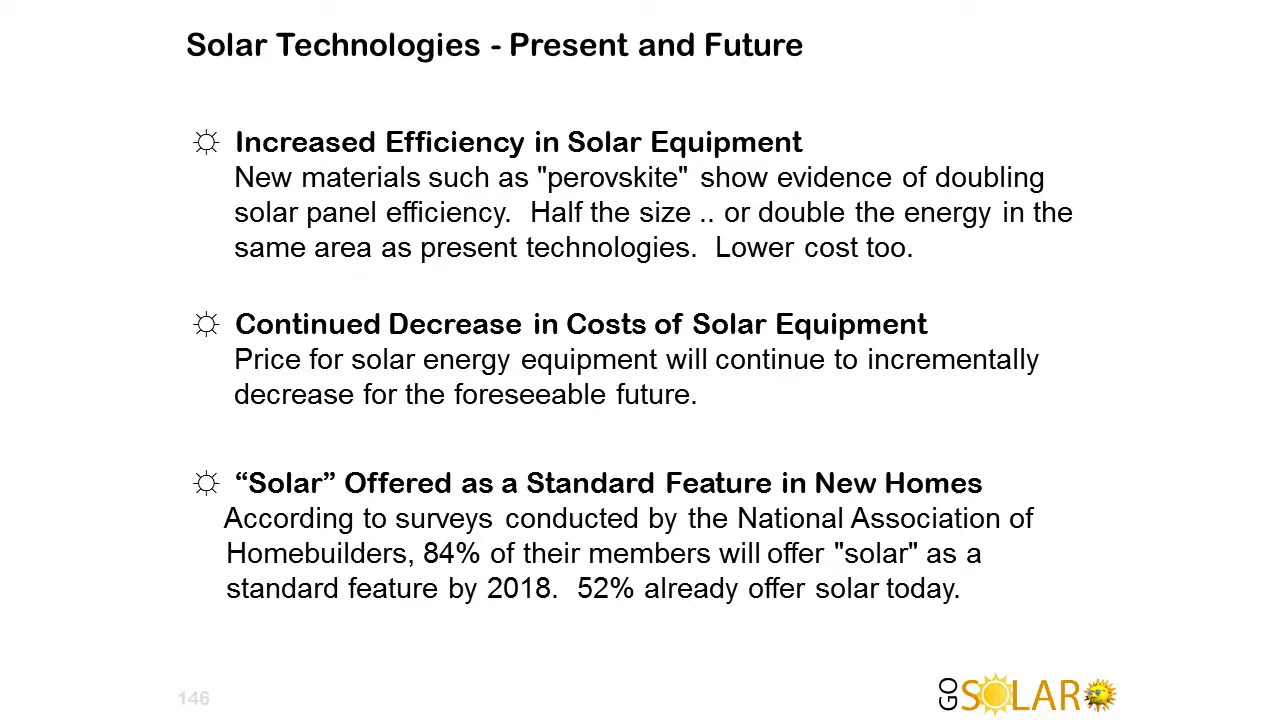 Solar Technologies - Present and Future
☼ Increased Efficiency in Solar Equipment
New materials such as "perovskite" show evidence of doubling
solar panel efficiency. Half the size .. or double the energy in the
same area as present technologies. Lower cost too.
☼ Continued Decrease in Costs of Solar Equipment
Price for solar energy equipment will continue to incrementally
decrease for the foreseeable future.
☼ “Solar” Offered as a Standard Feature in New Homes
According to surveys conducted by the National Association of
Homebuilders, 84% of their members will offer "solar" as a
standard feature by 2018. 52% already offer solar today.
146
GO SOLAR